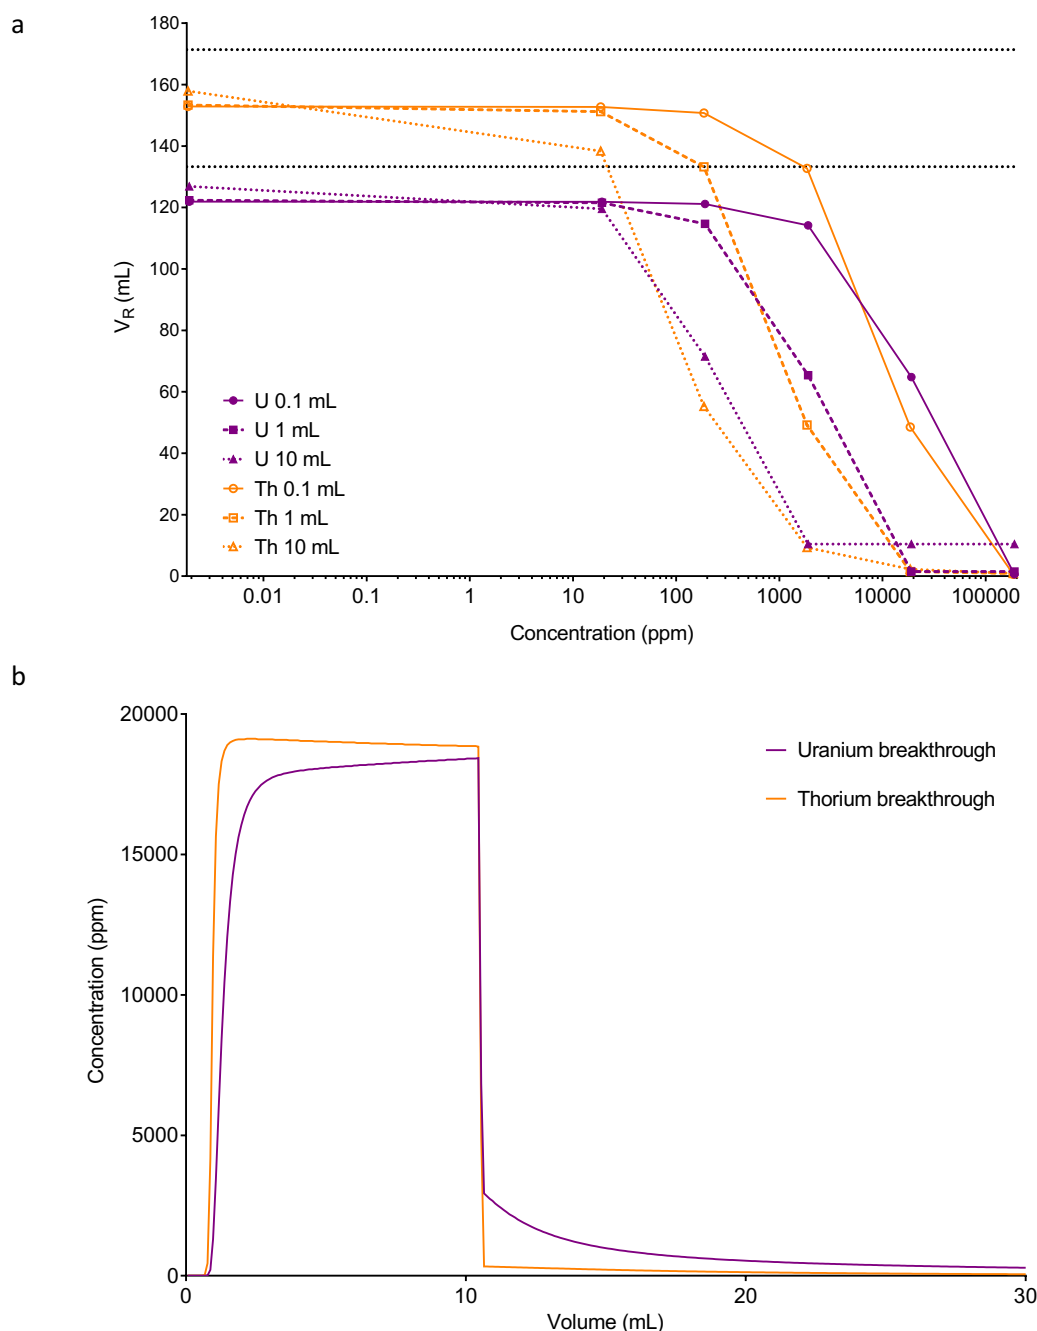 a
180
160
140
120
100
80
60
40
20
0
V_R (mL)
U 0.1 mL
U 1 mL
U 10 mL
Th 0.1 mL
Th 1 mL
Th 10 mL
0.01 0.1 1 10 100 1000 10000 100000
Concentration (ppm)
b
20000
15000
10000
5000
0
Concentration (ppm)
Uranium breakthrough
Thorium breakthrough
0 10 20 30
Volume (mL)